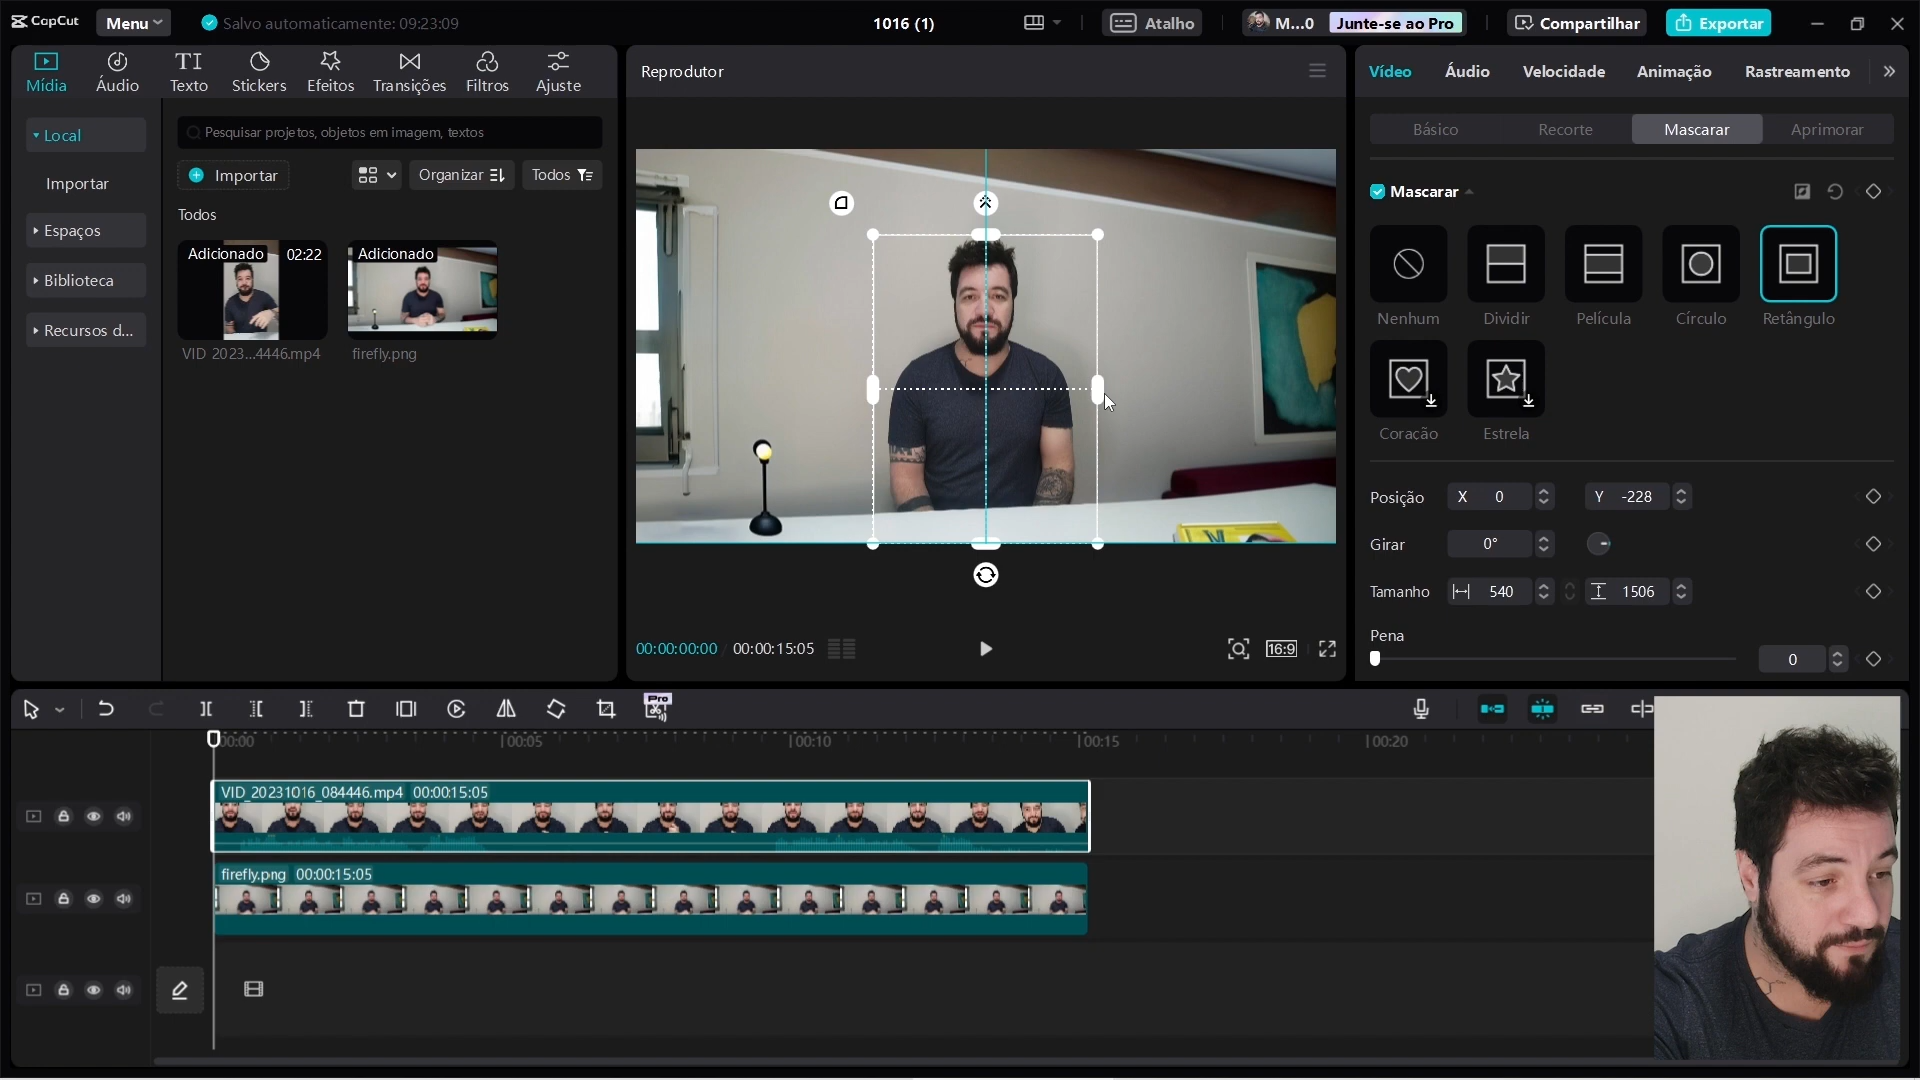 CapCut
Menu
Salvo automaticamente: 09:23:09
1016 (1)
Atalho
M...0
Junte-se ao Pro
Compartilhar
Exportar
Mídia
Áudio
Texto
Stickers
Efeitos
Transições
Filtros
Ajuste
Local
Importar
Espaços
Biblioteca
Recursos d...
Pesquisar projetos, objetos em imagem, textos
Importar
Organizar
Todos
Todos
Adicionado
02:22
Adicionado
VID_2023...4446.mp4
firefly.png
Reprodutor
00:00:00:00
00:00:15:05
16:9
Vídeo
Áudio
Velocidade
Animação
Rastreamento
Básico
Recorte
Mascarar
Aprimorar
Mascarar
Nenhum
Dividir
Película
Círculo
Retângulo
Coração
Estrela
Posição
X 0
Y -228
Girar
0°
Tamanho
540
1506
Pena
0
Pro
00:00
00:05
00:10
00:15
00:20
VID_20231016_084446.mp4 00:00:15:05
firefly.png 00:00:15:05